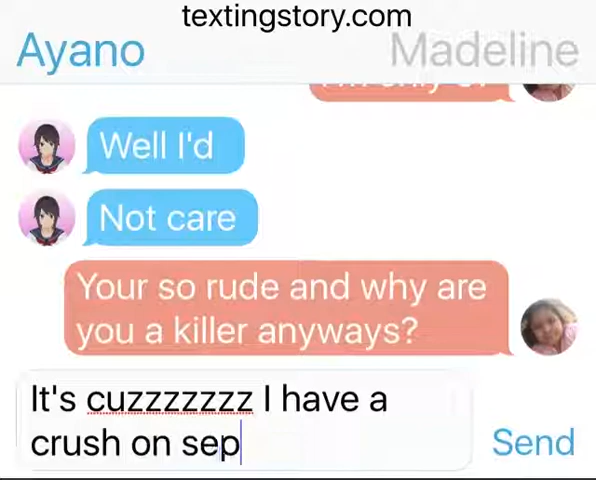 textingstory.com
Ayano
Madeline
Well I'd
Not care
Your so rude and why are
you a killer anyways?
It's cuzzzzzzz I have a
crush on sep
Send